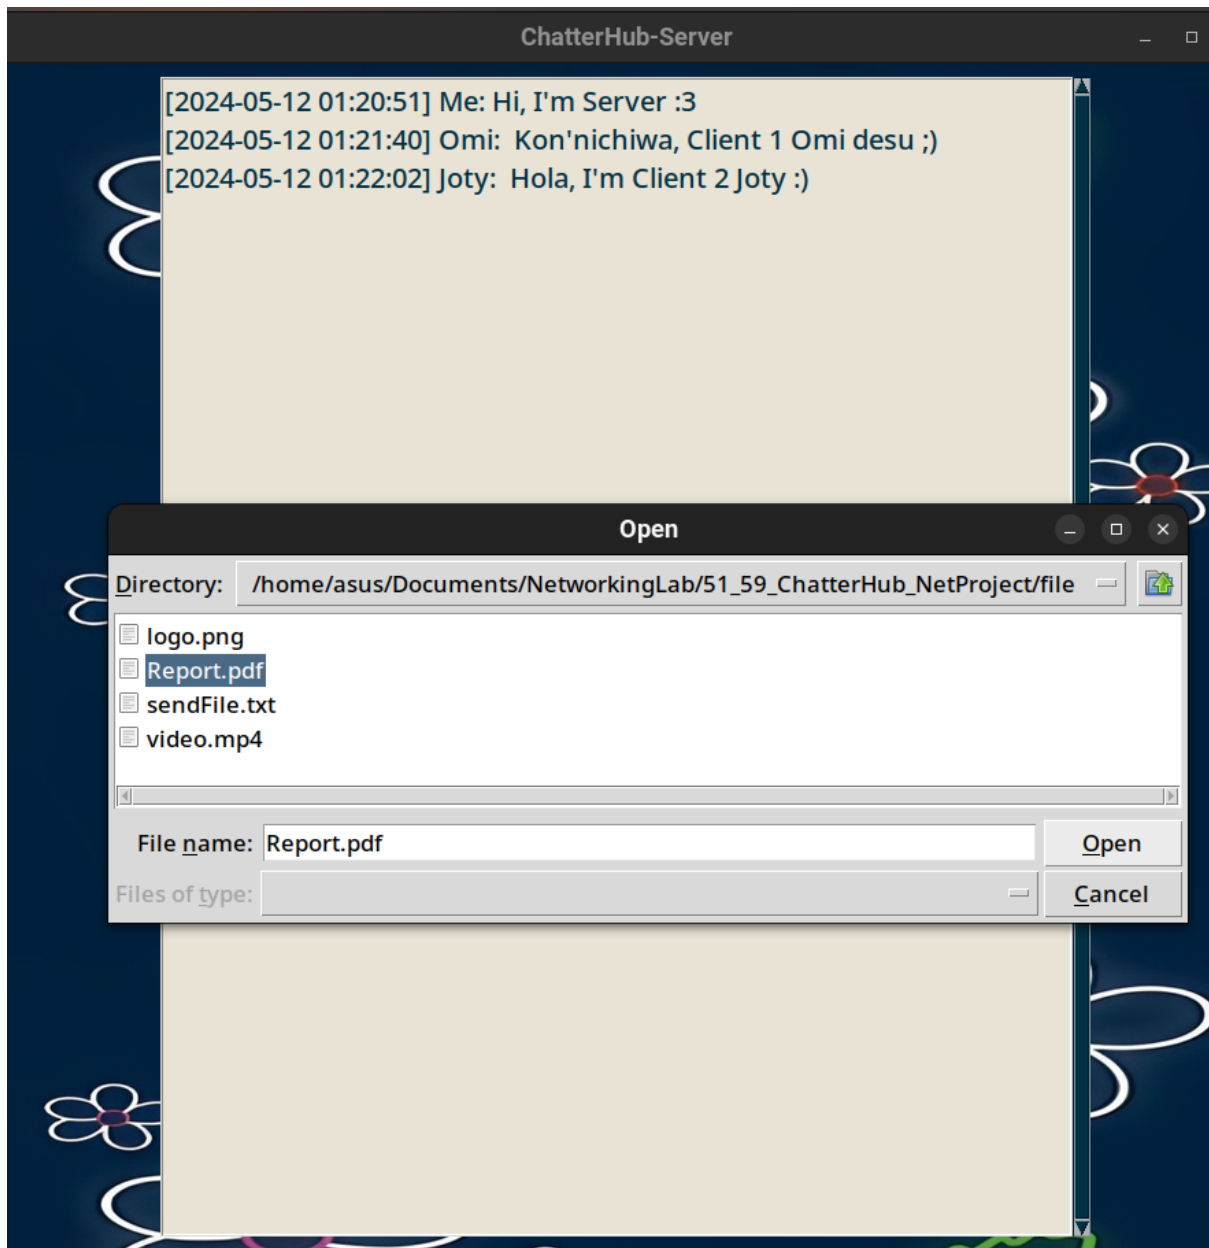 ChatterHub-Server
[2024-05-12 01:20:51] Me: Hi, I'm Server :3
[2024-05-12 01:21:40] Omi:  Kon'nichiwa, Client 1 Omi desu ;)
[2024-05-12 01:22:02] Joty:  Hola, I'm Client 2 Joty :)
Open
Directory: /home/asus/Documents/NetworkingLab/51_59_ChatterHub_NetProject/file
logo.png
Report.pdf
sendFile.txt
video.mp4
File name: Report.pdf Open
Files of type: Cancel